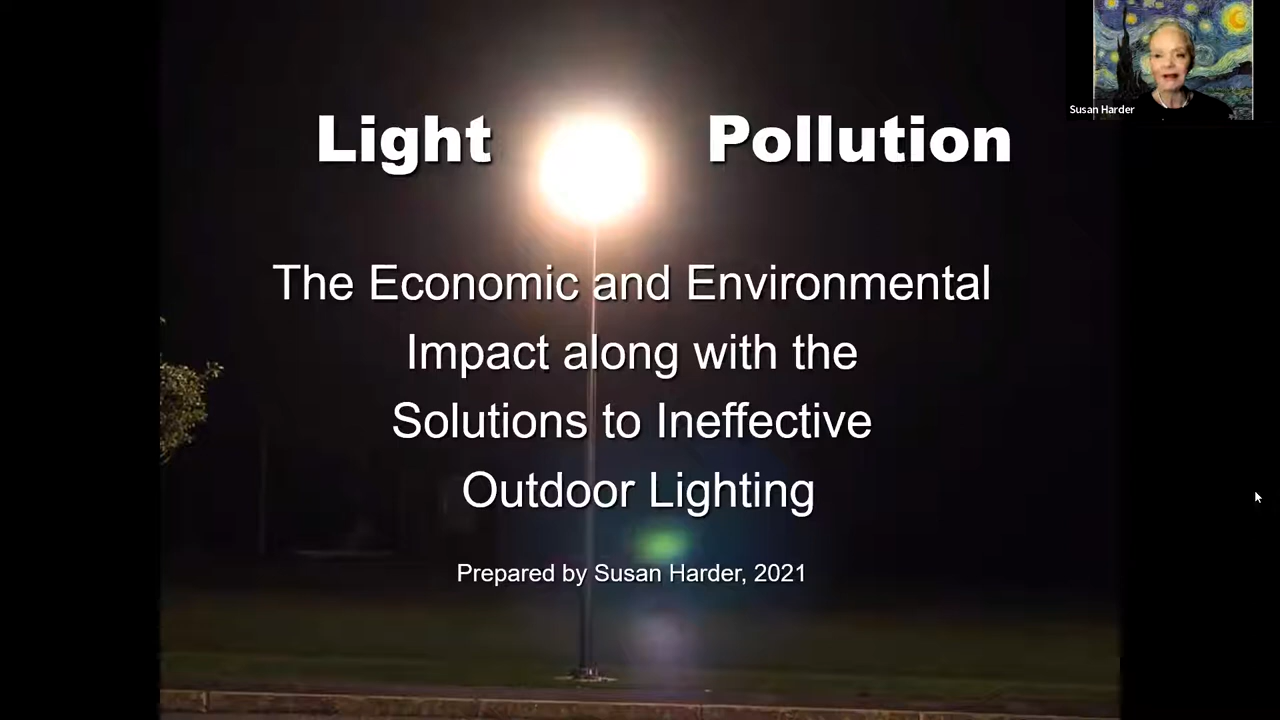 Light Pollution
The Economic and Environmental
Impact along with the
Solutions to Ineffective
Outdoor Lighting
Prepared by Susan Harder, 2021
Susan Harder